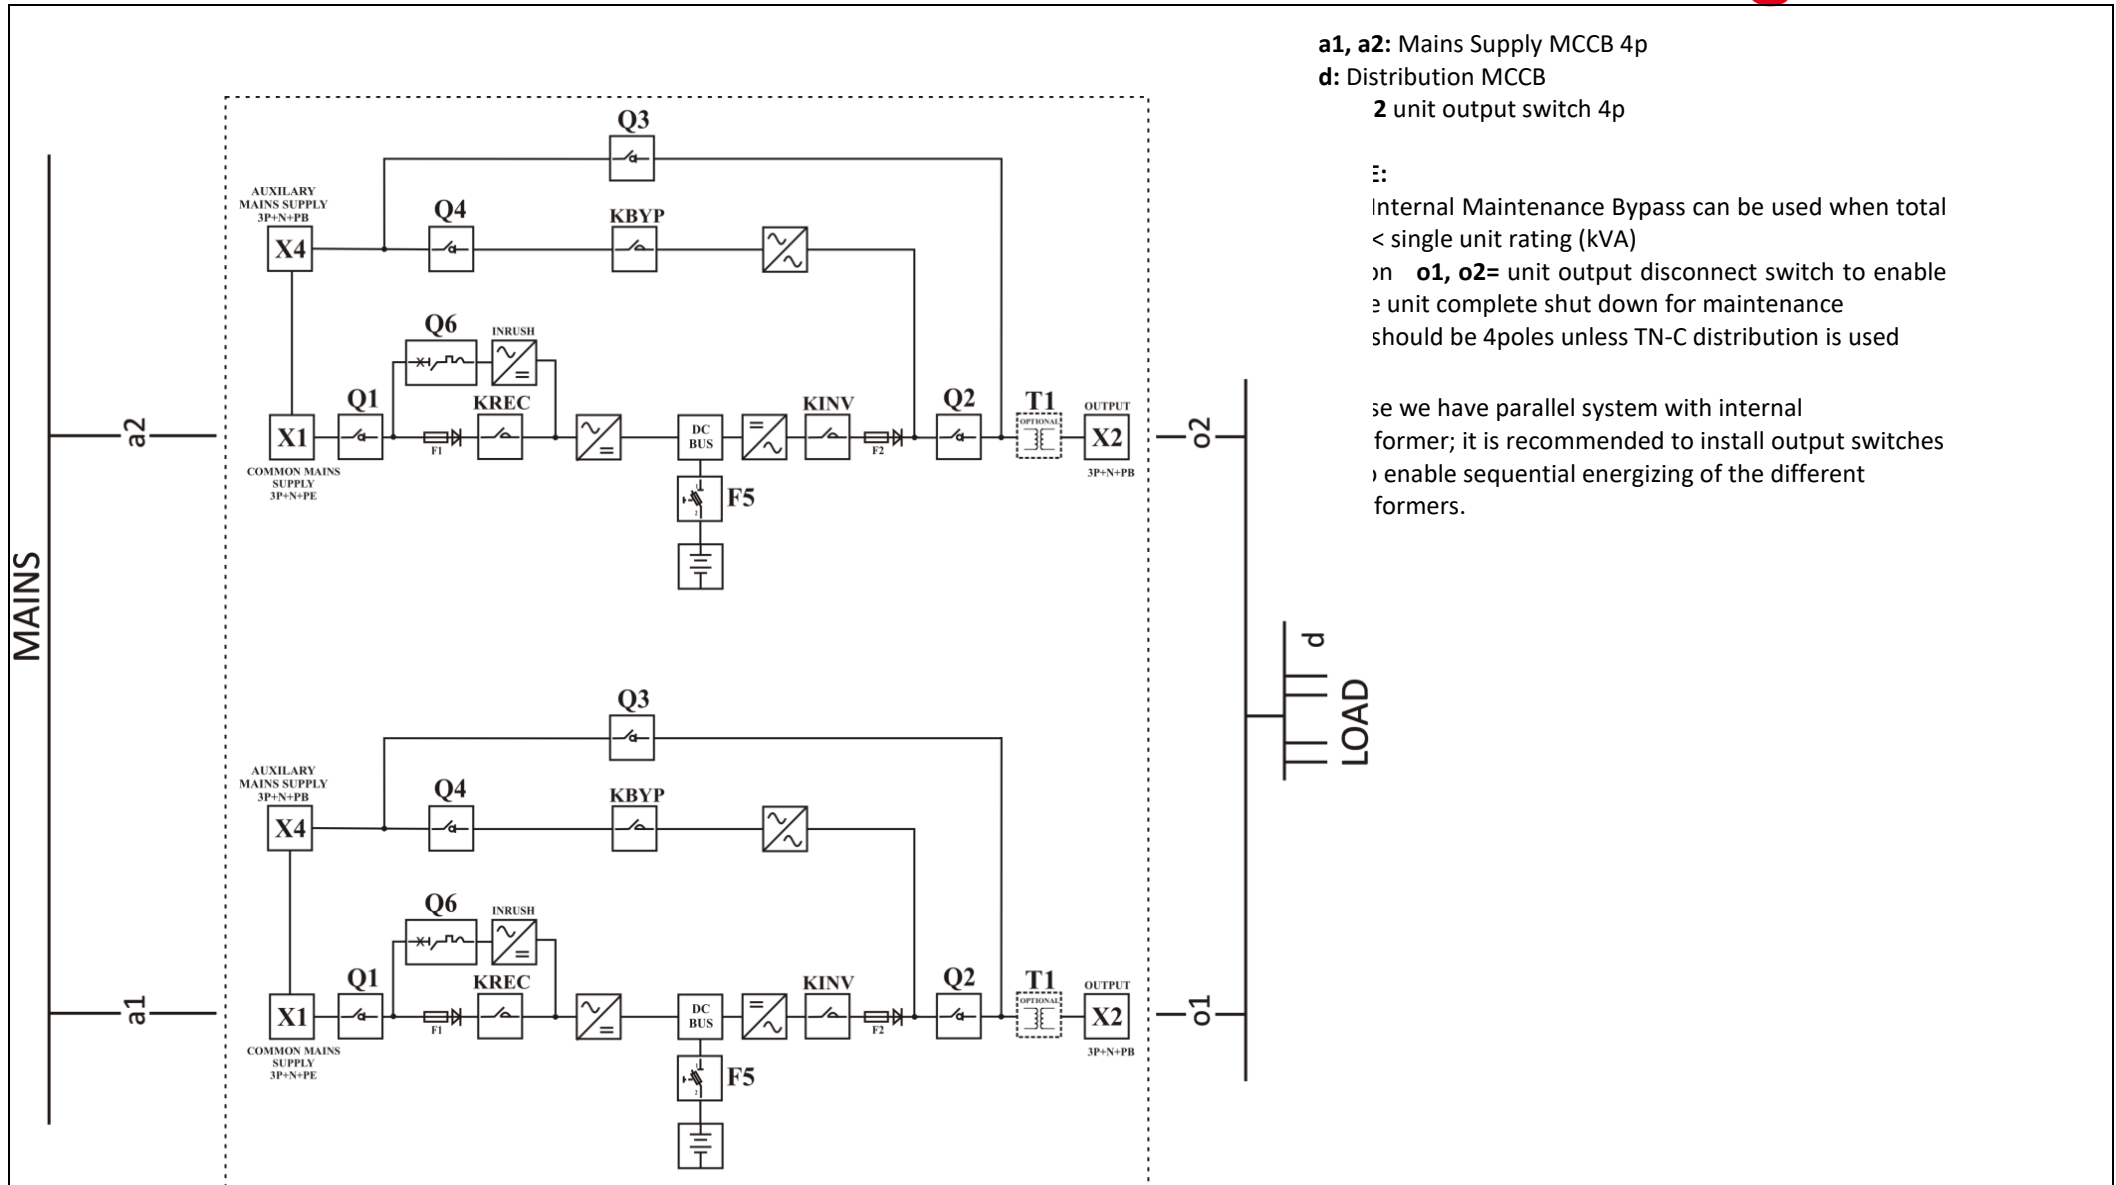 a1, a2: Mains Supply MCCB 4p
d: Distribution MCCB
2 unit output switch 4p
Internal Maintenance Bypass can be used when total
< single unit rating (kVA)
o1, o2= unit output disconnect switch to enable
unit complete shut down for maintenance
should be 4poles unless TN-C distribution is used
we have parallel system with internal
it is recommended to install output switches
enable sequential energizing of the different
MAINS
a2
Q3
AUXILARY
MAINS SUPPLY
3P+N+PB
X4
Q4
KBYP
Q6
INRUSH
X1
COMMON MAINS
SUPPLY
3P+N+PE
Q1
F1
KREC
DC
BUS
F5
KINV
F2
Q2
T1
OPTIONAL
OUTPUT
X2
3P+N+PB
o2
d
LOAD
a1
Q3
AUXILARY
MAINS SUPPLY
3P+N+PB
X4
Q4
KBYP
Q6
INRUSH
X1
COMMON MAINS
SUPPLY
3P+N+PE
Q1
F1
KREC
DC
BUS
F5
KINV
F2
Q2
T1
OPTIONAL
OUTPUT
X2
3P+N+PB
o1